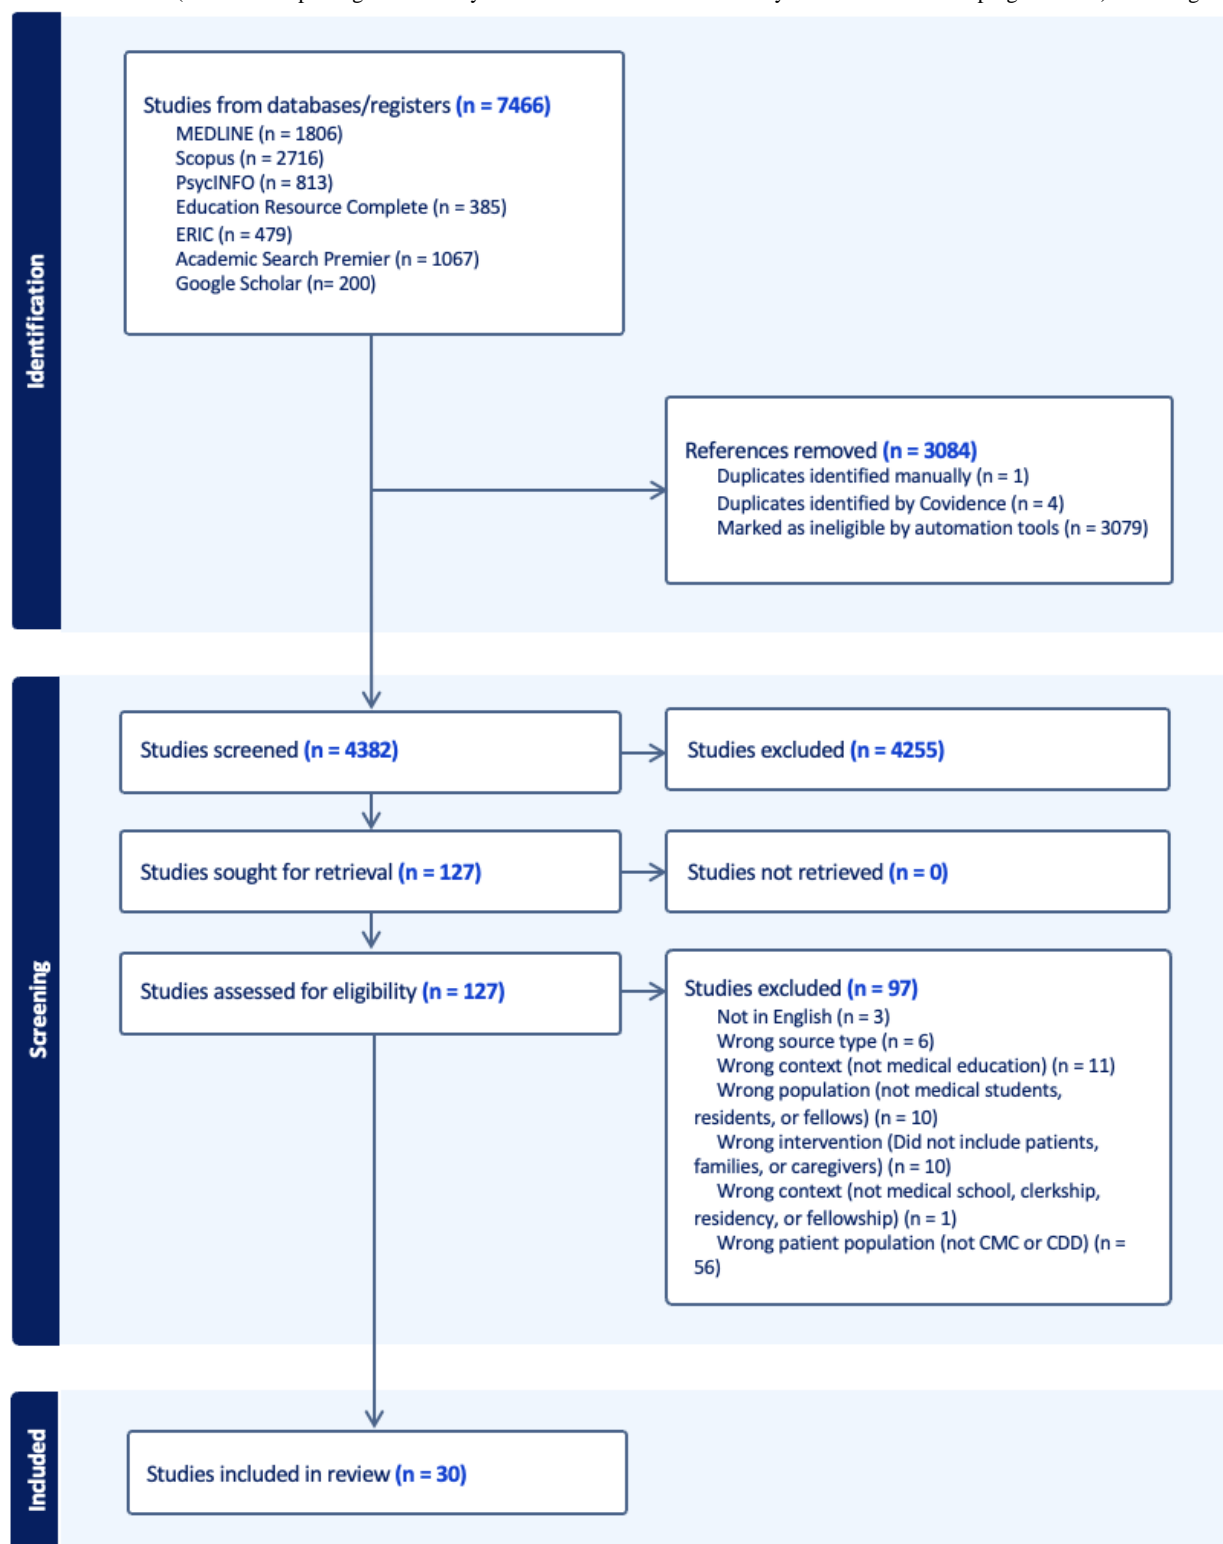 Identification
Studies from databases/registers (n = 7466)
MEDLINE (n = 1806)
Scopus (n = 2716)
PsycINFO (n = 813)
Education Resource Complete (n = 385)
ERIC (n = 479)
Academic Search Premier (n = 1067)
Google Scholar (n= 200)
References removed (n = 3084)
Duplicates identified manually (n = 1)
Duplicates identified by Covidence (n = 4)
Marked as ineligible by automation tools (n = 3079)
Screening
Studies screened (n = 4382)
Studies excluded (n = 4255)
Studies sought for retrieval (n = 127)
Studies not retrieved (n = 0)
Studies assessed for eligibility (n = 127)
Studies excluded (n = 97)
Not in English (n = 3)
Wrong source type (n = 6)
Wrong context (not medical education) (n = 11)
Wrong population (not medical students,
residents, or fellows) (n = 10)
Wrong intervention (Did not include patients,
families, or caregivers) (n = 10)
Wrong context (not medical school, clerkship,
residency, or fellowship) (n = 1)
Wrong patient population (not CMC or CDD) (n =
56)
Included
Studies included in review (n = 30)